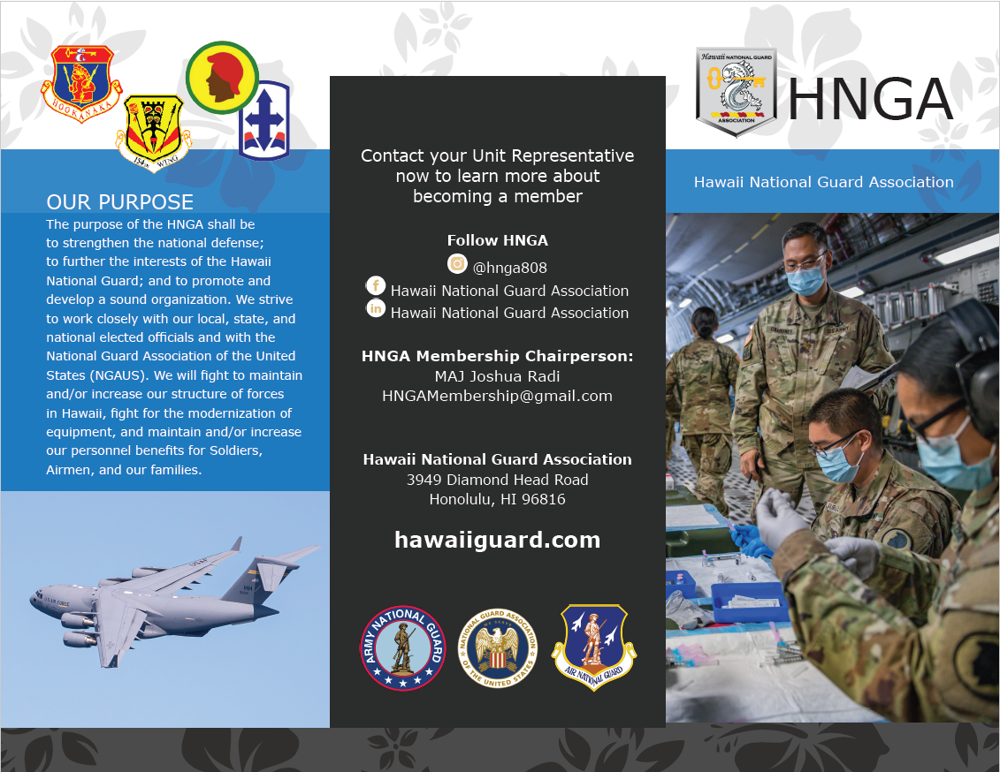 HOOKANAKA
154TH WING
OUR PURPOSE
The purpose of the HNGA shall be
to strengthen the national defense;
to further the interests of the Hawaii
National Guard; and to promote and
develop a sound organization. We strive
to work closely with our local, state, and
national elected officials and with the
National Guard Association of the United
States (NGAUS). We will fight to maintain
and/or increase our structure of forces
in Hawaii, fight for the modernization of
equipment, and maintain and/or increase
our personnel benefits for Soldiers,
Airmen, and our families.
U.S. AIR FORCE
USAF
HH
Contact your Unit Representative
now to learn more about
becoming a member
Follow HNGA
@hnga808
f Hawaii National Guard Association
in Hawaii National Guard Association
HNGA Membership Chairperson:
MAJ Joshua Radi
HNGAMembership@gmail.com
Hawaii National Guard Association
3949 Diamond Head Road
Honolulu, HI 96816
hawaiiguard.com
ARMY NATIONAL GUARD
NATIONAL GUARD ASSOCIATION
WE SERVE
OF THE UNITED STATES
AIR NATIONAL GUARD
Hawaii NATIONAL GUARD
ASSOCIATION
HNGA
Hawaii National Guard Association
U.S. ARMY